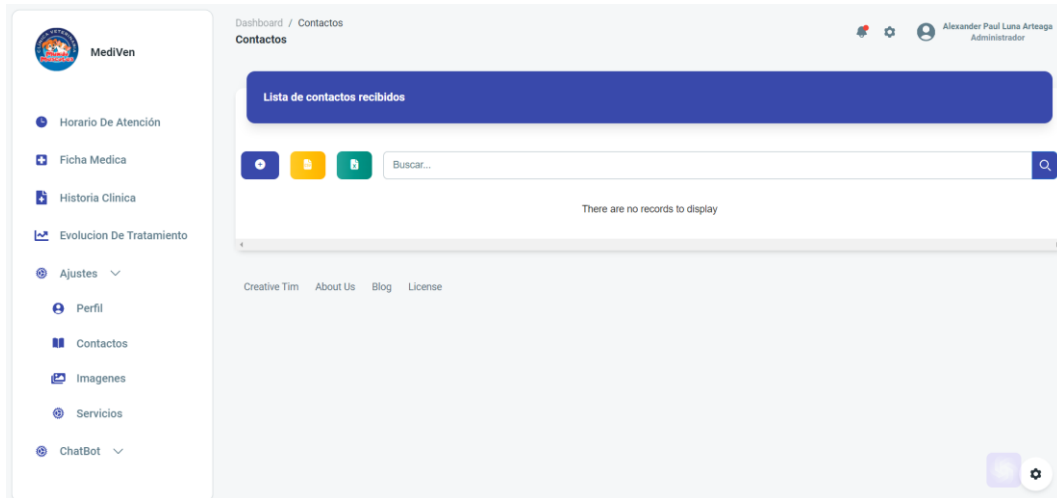 MediVen
Horario De Atención
Ficha Medica
Historia Clinica
Evolucion De Tratamiento
Ajustes
Perfil
Contactos
Imagenes
Servicios
ChatBot
Dashboard / Contactos
Contactos
Alexander Paul Luna Arteaga
Administrador
Lista de contactos recibidos
Buscar...
There are no records to display
Creative Tim
About Us
Blog
License